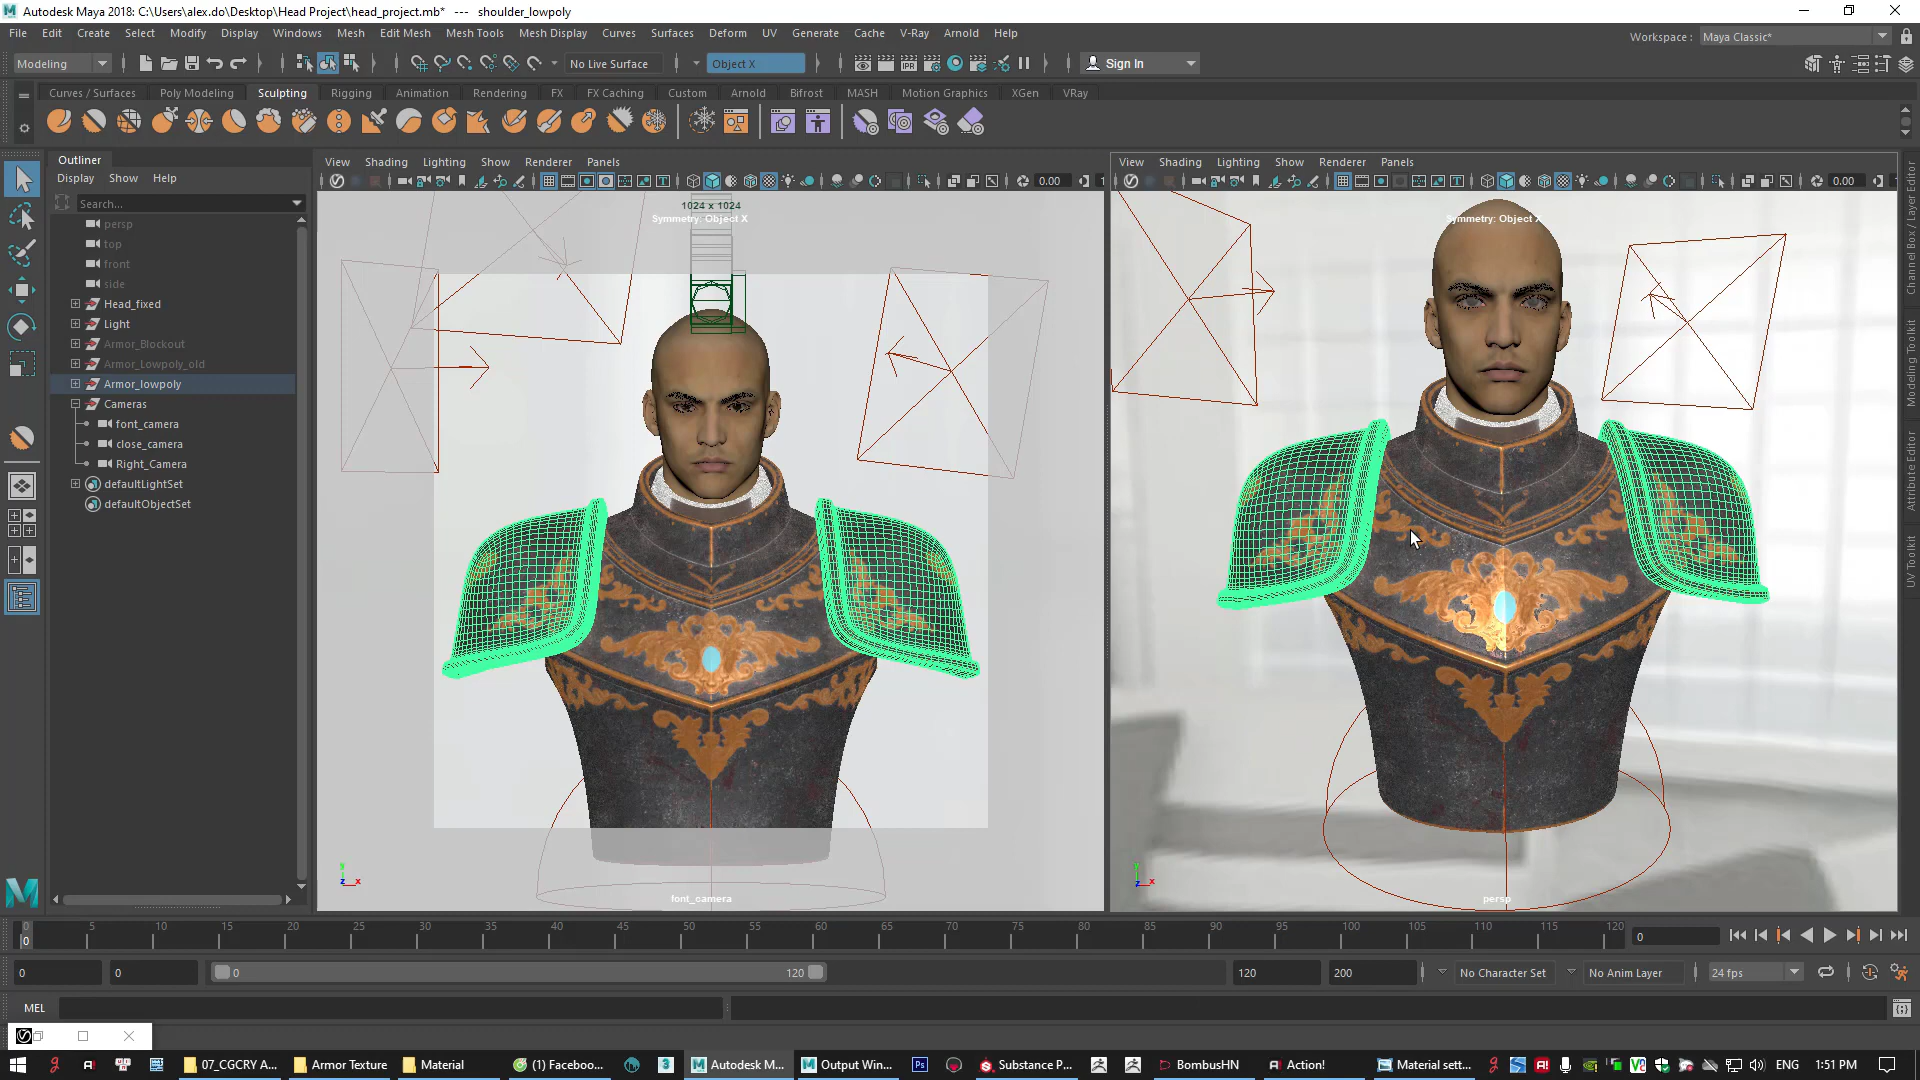 Autodesk Maya 2018: C:\Users\alex.do\Desktop\Head Project\head_project.mb* --- shoulder_lowpoly
File Edit Create Select Modify Display Windows Mesh Edit Mesh Mesh Tools Mesh Display Curves Surfaces Deform UV Generate Cache V-Ray Arnold Help
Workspace : Maya Classic*
Modeling No Live Surface Object X Sign In
Curves / Surfaces Poly Modeling Sculpting Rigging Animation Rendering FX FX Caching Custom Arnold Bifrost MASH Motion Graphics XGen VRay
Outliner
Display Show Help
Search...
persp
top
front
side
Head_fixed
Light
Armor_Blockout
Armor_Lowpoly_old
Armor_lowpoly
Cameras
font_camera
close_camera
Right_Camera
defaultLightSet
defaultObjectSet
View Shading Lighting Show Renderer Panels
0.00
1024 x 1024
Symmetry: Object X
font_camera
View Shading Lighting Show Renderer Panels
0.00
Symmetry: Object X
persp
Channel Box / Layer Editor
Modeling Toolkit
Attribute Editor
UV Toolkit
0 5 10 15 20 25 30 35 40 45 50 55 60 65 70 75 80 85 90 95 100 105 110 115 120
0
0
0 0 0 120 120 200 No Character Set No Anim Layer 24 fps
MEL
07_CGCRY A... Armor Texture Material (1) Faceboo... Autodesk M... Output Win... Substance P... BombusHN Action! Material sett... ENG 1:51 PM